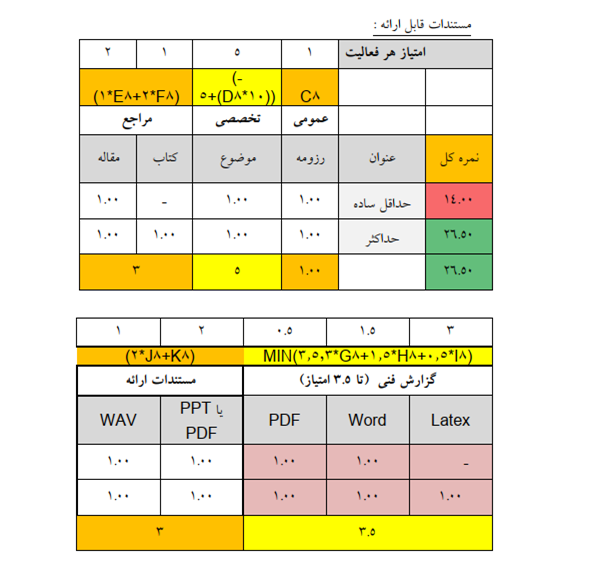 مستندات قابل ارائه :
امتیاز هر فعالیت ۱ ۵ ۱ ۲
C۸ (-۵+(D۸*۱۰)) (۱*E۸+۲*F۸)
عمومی تخصصی مراجع
نمره کل عنوان رزومه موضوع کتاب مقاله
۱۴.۰۰ حداقل ساده ۱.۰۰ ۱.۰۰ - ۱.۰۰
۲۶.۵۰ حداکثر ۱.۰۰ ۱.۰۰ ۱.۰۰ ۱.۰۰
۲۶.۵۰ ۱.۰۰ ۵ ۳
۳ ۱.۵ ۰.۵ ۲ ۱
MIN(۳,۵,۳*G۸+۱,۵*H۸+۰,۵*I۸) (۲*J۸+K۸)
گزارش فنی (تا ۳.۵ امتیاز) مستندات ارائه
Latex Word PDF PPT یا PDF WAV
- ۱.۰۰ ۱.۰۰ ۱.۰۰ ۱.۰۰
۱.۰۰ ۱.۰۰ ۱.۰۰ ۱.۰۰ ۱.۰۰
۳.۵ ۳